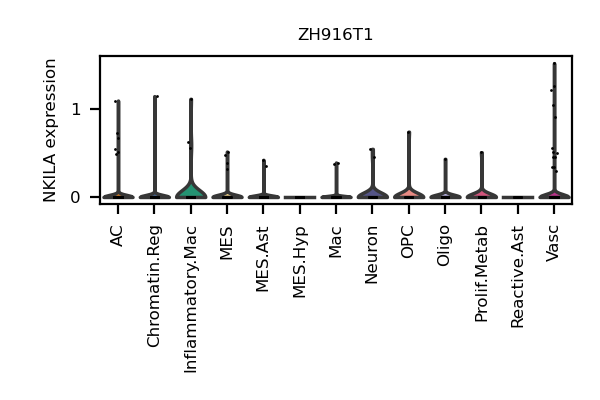 ZH916T1
NKILA expression
1
0
AC
Chromatin.Reg
Inflammatory.Mac
MES
MES.Ast
MES.Hyp
Mac
Neuron
OPC
Oligo
Prolif.Metab
Reactive.Ast
Vasc